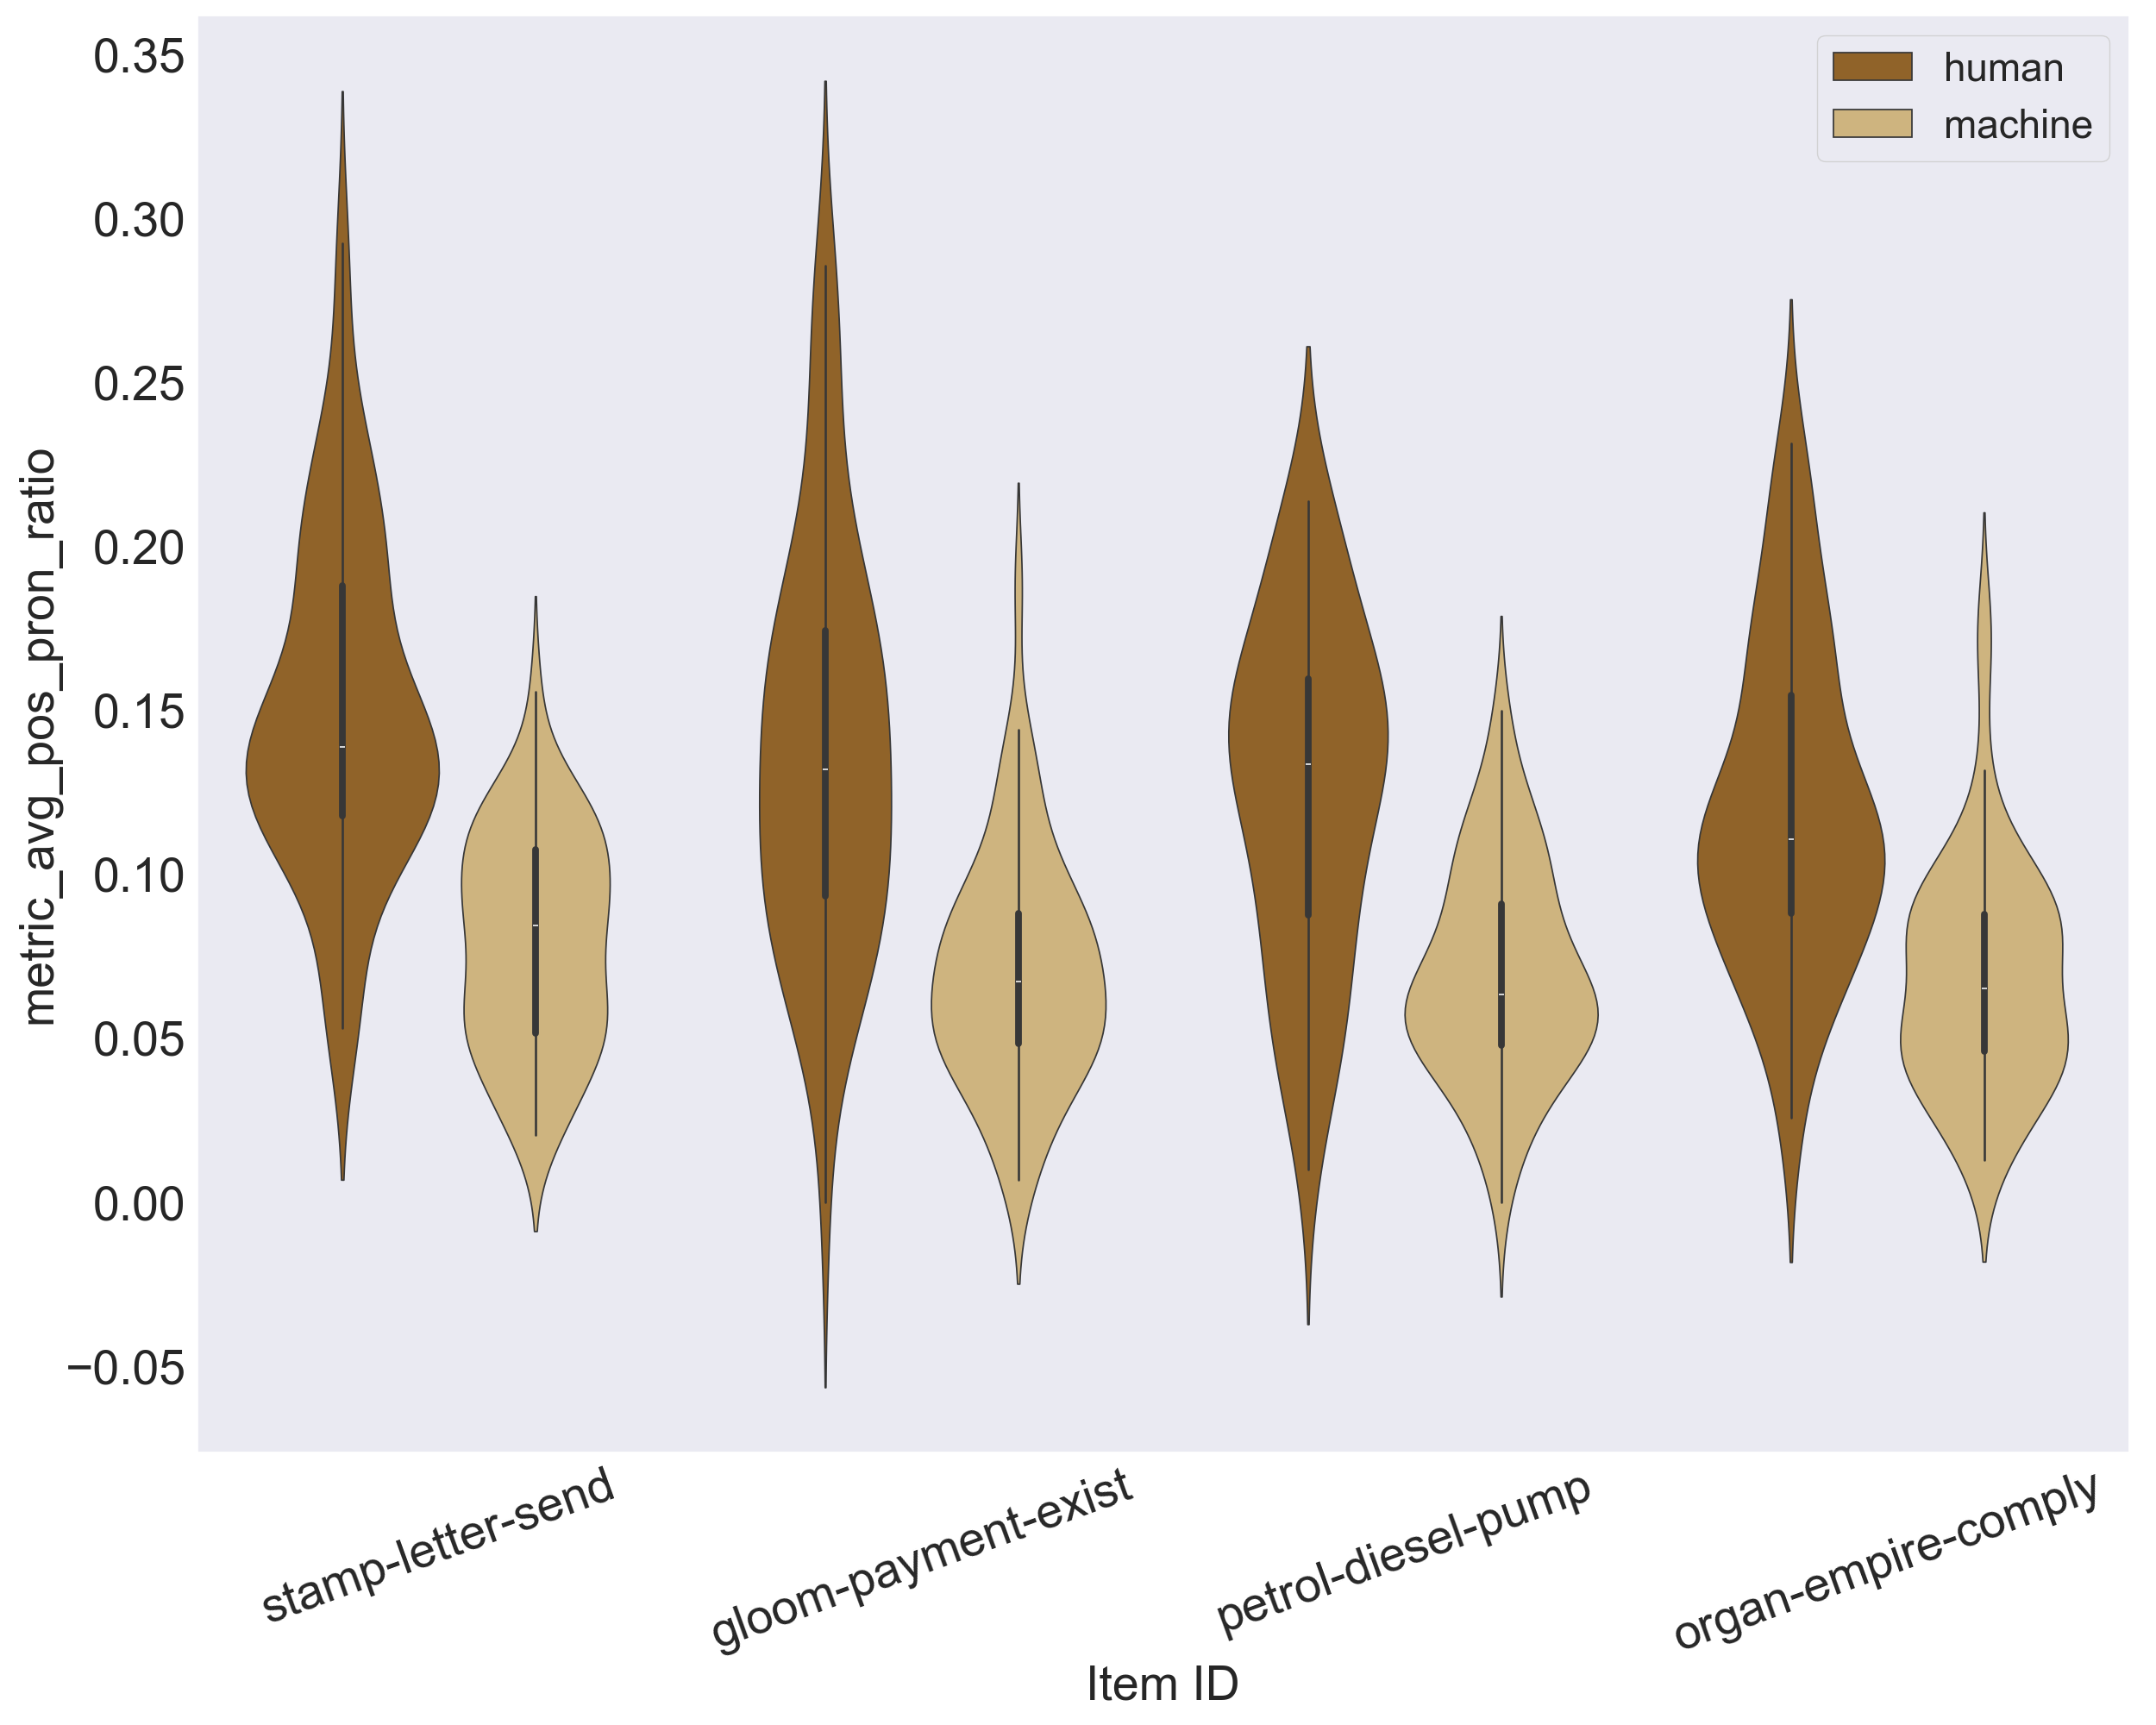 metric_avg_pos_pron_ratio
0.35
0.30
0.25
0.20
0.15
0.10
0.05
0.00
−0.05
human
machine
stamp-letter-send
gloom-payment-exist
petrol-diesel-pump
organ-empire-comply
Item ID